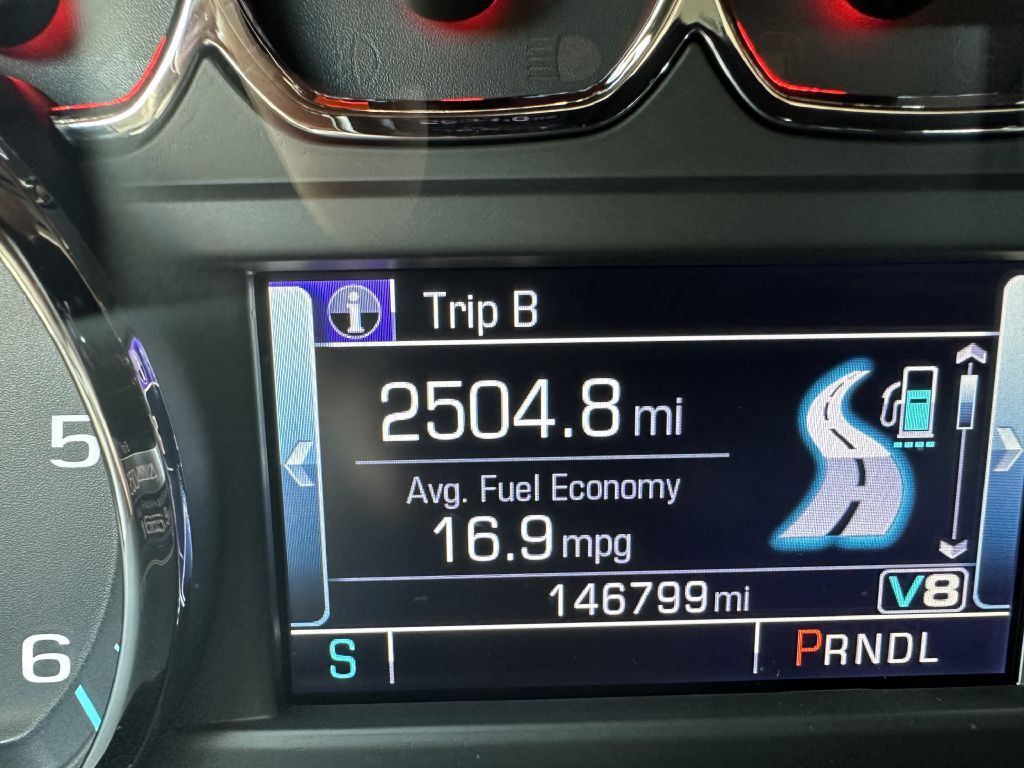 Trip B
2504.8 mi
Avg. Fuel Economy
16.9 mpg
146799 mi
V8
S
PRNDL
5
6